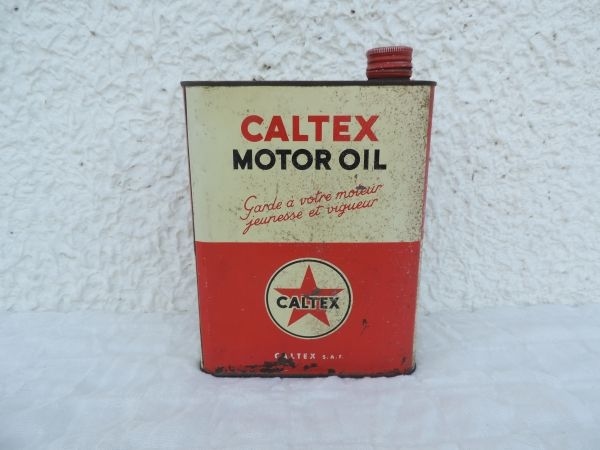 CALTEX
MOTOR OIL
Garde à votre moteur
jeunesse et vigueur
CALTEX
CALTEX S.A.F.